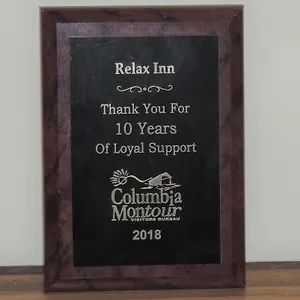 Relax Inn
Thank You For
10 Years
Of Loyal Support
Columbia
Montour
VISITORS BUREAU
2018